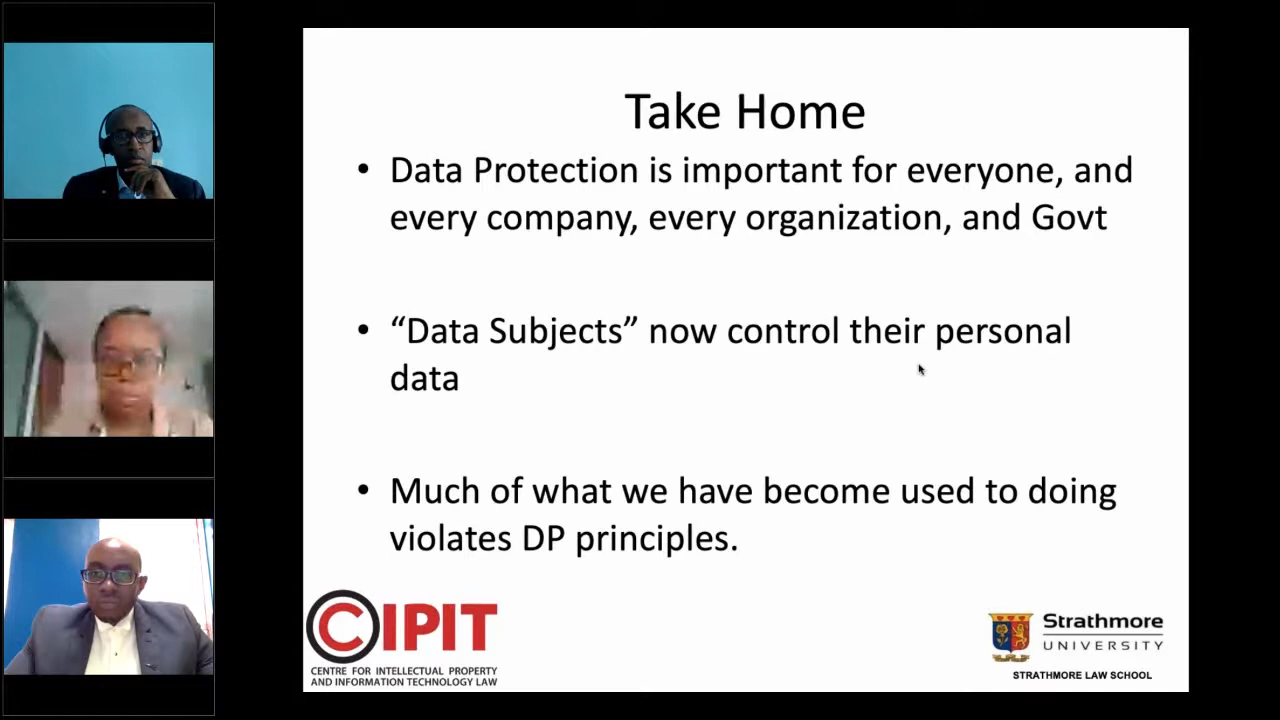 Take Home
• Data Protection is important for everyone, and
every company, every organization, and Govt
• “Data Subjects” now control their personal
data
• Much of what we have become used to doing
violates DP principles.
CIPIT
CENTRE FOR INTELLECTUAL PROPERTY
AND INFORMATION TECHNOLOGY LAW
Strathmore
UNIVERSITY
STRATHMORE LAW SCHOOL